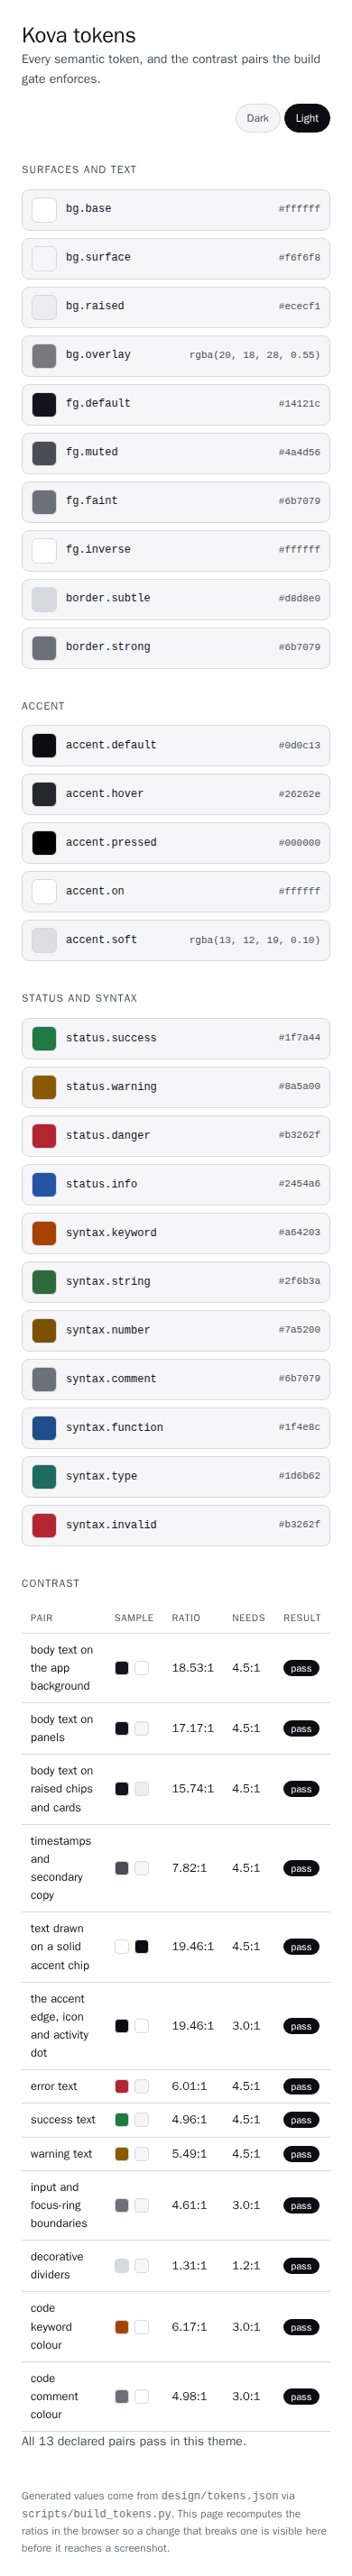 Kova tokens
Every semantic token, and the contrast pairs the build
gate enforces.
Dark Light
SURFACES AND TEXT
bg.base #ffffff
bg.surface #f6f6f8
bg.raised #ececf1
bg.overlay rgba(20, 18, 28, 0.55)
fg.default #14121c
fg.muted #4a4d56
fg.faint #6b7079
fg.inverse #ffffff
border.subtle #d8d8e0
border.strong #6b7079
ACCENT
accent.default #0d0c13
accent.hover #26262e
accent.pressed #000000
accent.on #ffffff
accent.soft rgba(13, 12, 19, 0.10)
STATUS AND SYNTAX
status.success #1f7a44
status.warning #8a5a00
status.danger #b3262f
status.info #2454a6
syntax.keyword #a64203
syntax.string #2f6b3a
syntax.number #7a5200
syntax.comment #6b7079
syntax.function #1f4e8c
syntax.type #1d6b62
syntax.invalid #b3262f
CONTRAST
PAIR SAMPLE RATIO NEEDS RESULT
body text on
the app
background
18.53:1 4.5:1 pass
body text on
panels
17.17:1 4.5:1 pass
body text on
raised chips
and cards
15.74:1 4.5:1 pass
timestamps
and
secondary
copy
7.82:1 4.5:1 pass
text drawn
on a solid
accent chip
19.46:1 4.5:1 pass
the accent
edge, icon
and activity
dot
19.46:1 3.0:1 pass
error text 6.01:1 4.5:1 pass
success text 4.96:1 4.5:1 pass
warning text 5.49:1 4.5:1 pass
input and
focus-ring
boundaries
4.61:1 3.0:1 pass
decorative
dividers
1.31:1 1.2:1 pass
code
keyword
colour
6.17:1 3.0:1 pass
code
comment
colour
4.98:1 3.0:1 pass
All 13 declared pairs pass in this theme.
Generated values come from design/tokens.json via
scripts/build_tokens.py. This page recomputes the
ratios in the browser so a change that breaks one is visible here
before it reaches a screenshot.